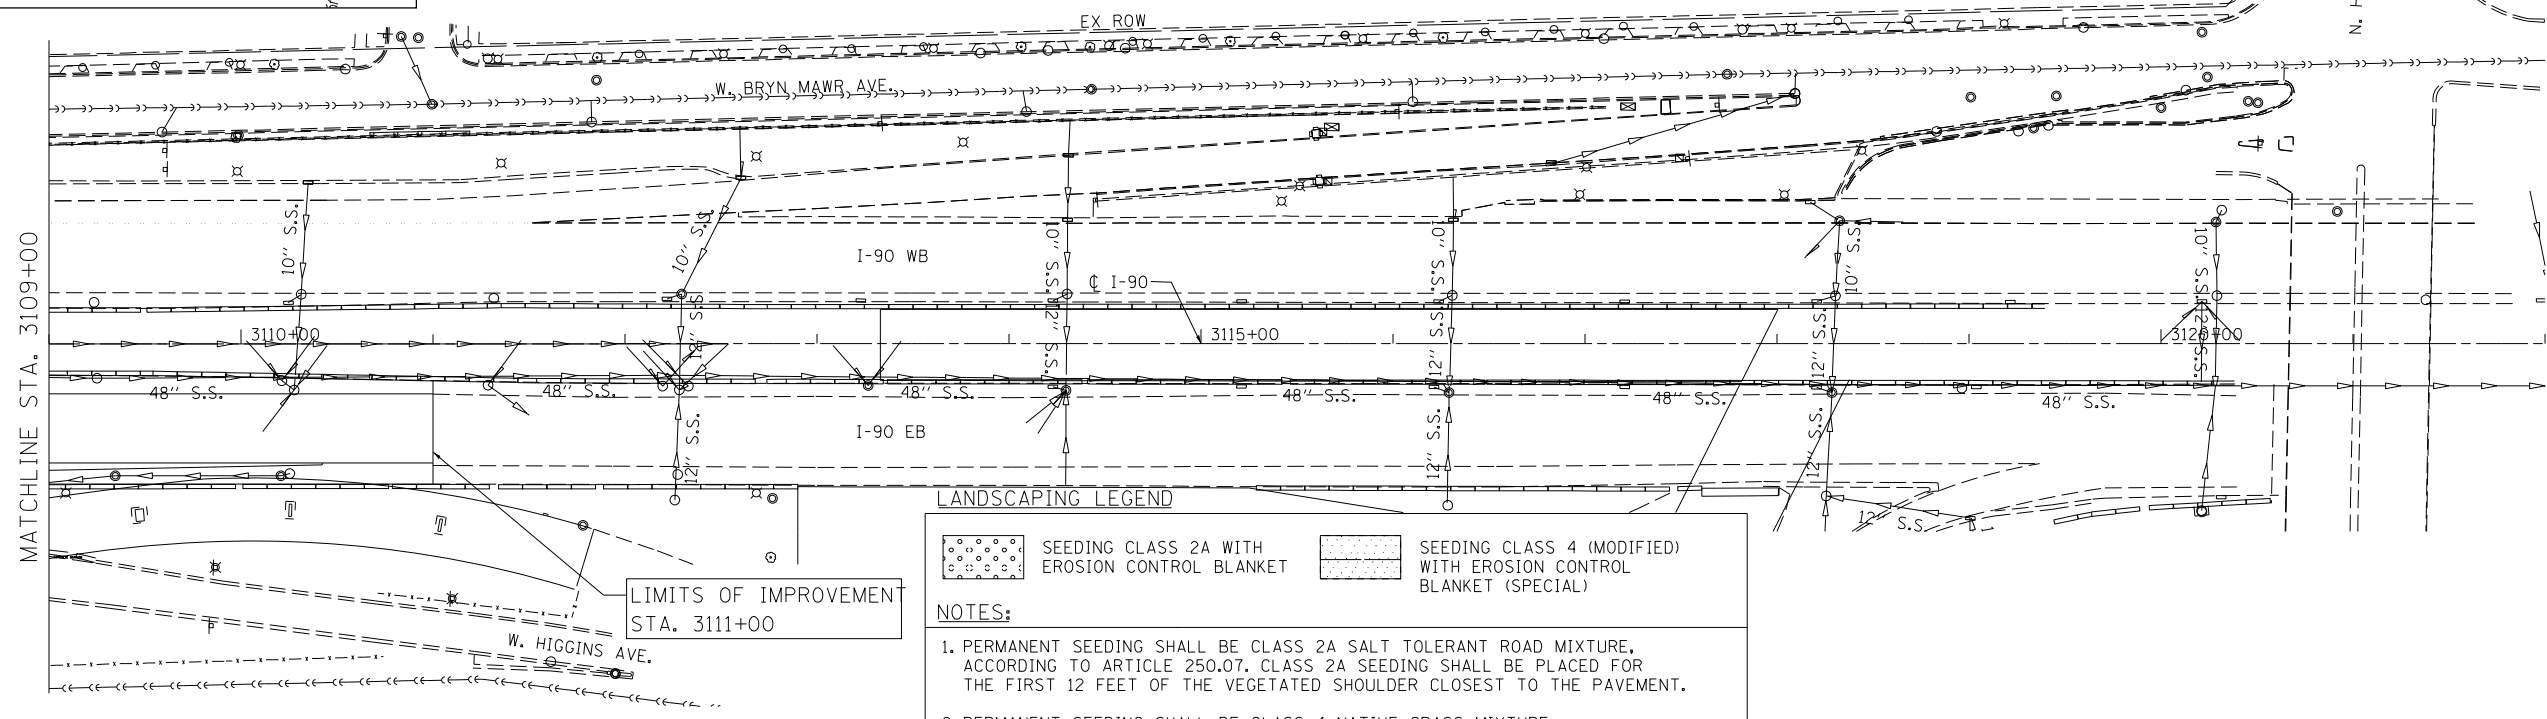 EX ROW
N.
W. BRYN MAWR AVE.
MATCHLINE STA. 3109+00
10" S.S.
10" S.S.
10" S.S.
10" S.S.
10" S.S.
10" S.S.
I-90 WB
℄ I-90
3110+00
3115+00
3120+00
12" S.S.
12" S.S.
12" S.S.
12" S.S.
12" S.S.
48" S.S.
48" S.S.
48" S.S.
48" S.S.
48" S.S.
48" S.S.
I-90 EB
12" S.S.
12" S.S.
12" S.S.
12" S.S.
LIMITS OF IMPROVEMENT
STA. 3111+00
W. HIGGINS AVE.
LANDSCAPING LEGEND
SEEDING CLASS 2A WITH
EROSION CONTROL BLANKET
SEEDING CLASS 4 (MODIFIED)
WITH EROSION CONTROL
BLANKET (SPECIAL)
NOTES:
1. PERMANENT SEEDING SHALL BE CLASS 2A SALT TOLERANT ROAD MIXTURE,
ACCORDING TO ARTICLE 250.07. CLASS 2A SEEDING SHALL BE PLACED FOR
THE FIRST 12 FEET OF THE VEGETATED SHOULDER CLOSEST TO THE PAVEMENT.